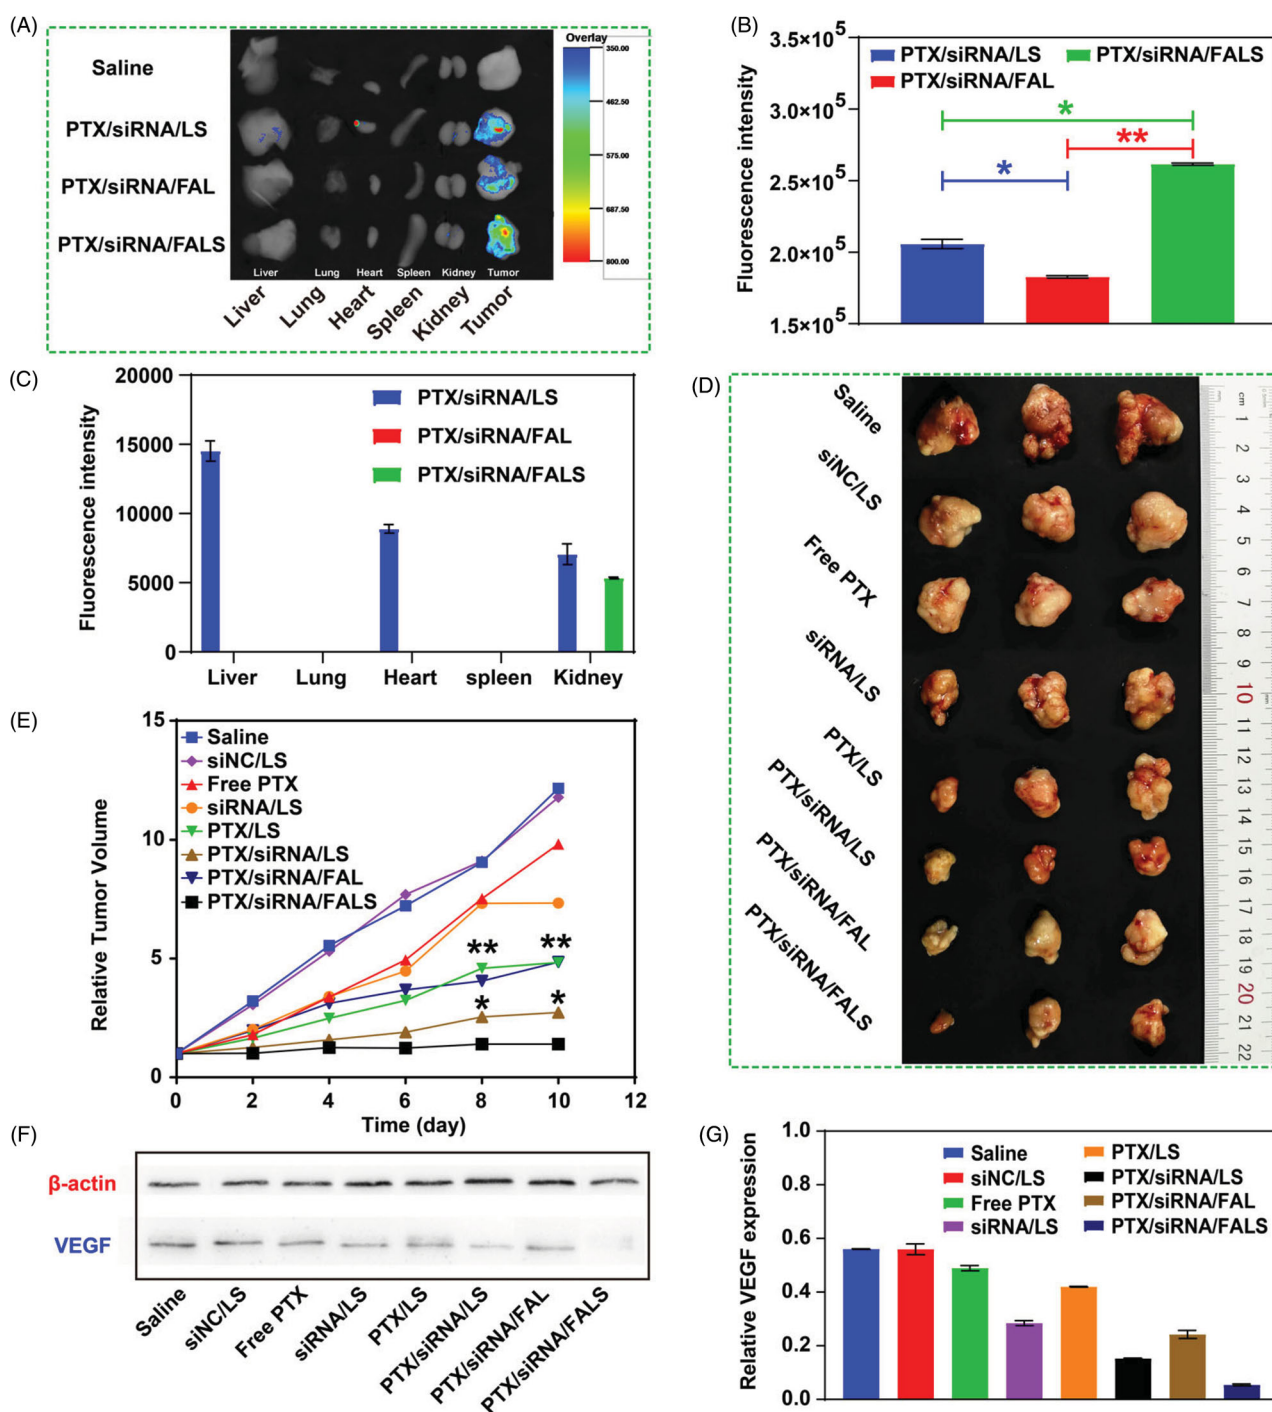 (A)
Overlay
Saline
PTX/siRNA/LS
PTX/siRNA/FAL
PTX/siRNA/FALS
350.00
462.50
575.00
687.50
800.00
Liver Lung Heart Spleen Kidney Tumor
Liver Lung Heart Spleen Kidney Tumor
(B)
Fluorescence intensity
3.5×10⁵
3.0×10⁵
2.5×10⁵
2.0×10⁵
1.5×10⁵
PTX/siRNA/LS PTX/siRNA/FALS
PTX/siRNA/FAL
*
**
*
(C)
Fluorescence intensity
20000
15000
10000
5000
0
PTX/siRNA/LS
PTX/siRNA/FAL
PTX/siRNA/FALS
Liver Lung Heart spleen Kidney
(D)
Saline
siNC/LS
Free PTX
siRNA/LS
PTX/LS
PTX/siRNA/LS
PTX/siRNA/FAL
PTX/siRNA/FALS
cm
1
2
3
4
5
6
7
8
9
10
11
12
13
14
15
16
17
18
19
20
21
22
(E)
Relative Tumor Volume
15
10
5
0
Saline
siNC/LS
Free PTX
siRNA/LS
PTX/LS
PTX/siRNA/LS
PTX/siRNA/FAL
PTX/siRNA/FALS
** **
* *
0 2 4 6 8 10 12
Time (day)
(F)
β-actin
VEGF
Saline siNC/LS Free PTX siRNA/LS PTX/LS PTX/siRNA/LS PTX/siRNA/FAL PTX/siRNA/FALS
(G)
Relative VEGF expression
1.0
0.8
0.6
0.4
0.2
0.0
Saline PTX/LS
siNC/LS PTX/siRNA/LS
Free PTX PTX/siRNA/FAL
siRNA/LS PTX/siRNA/FALS